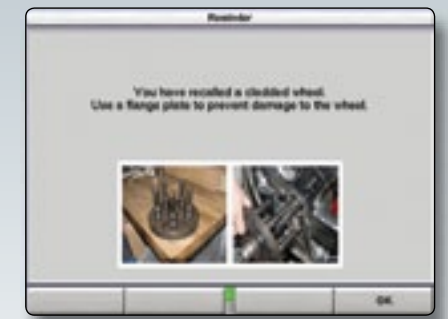 Reminder
You have recalled a cladded wheel.
Use a flange plate to prevent damage to the wheel.
OK